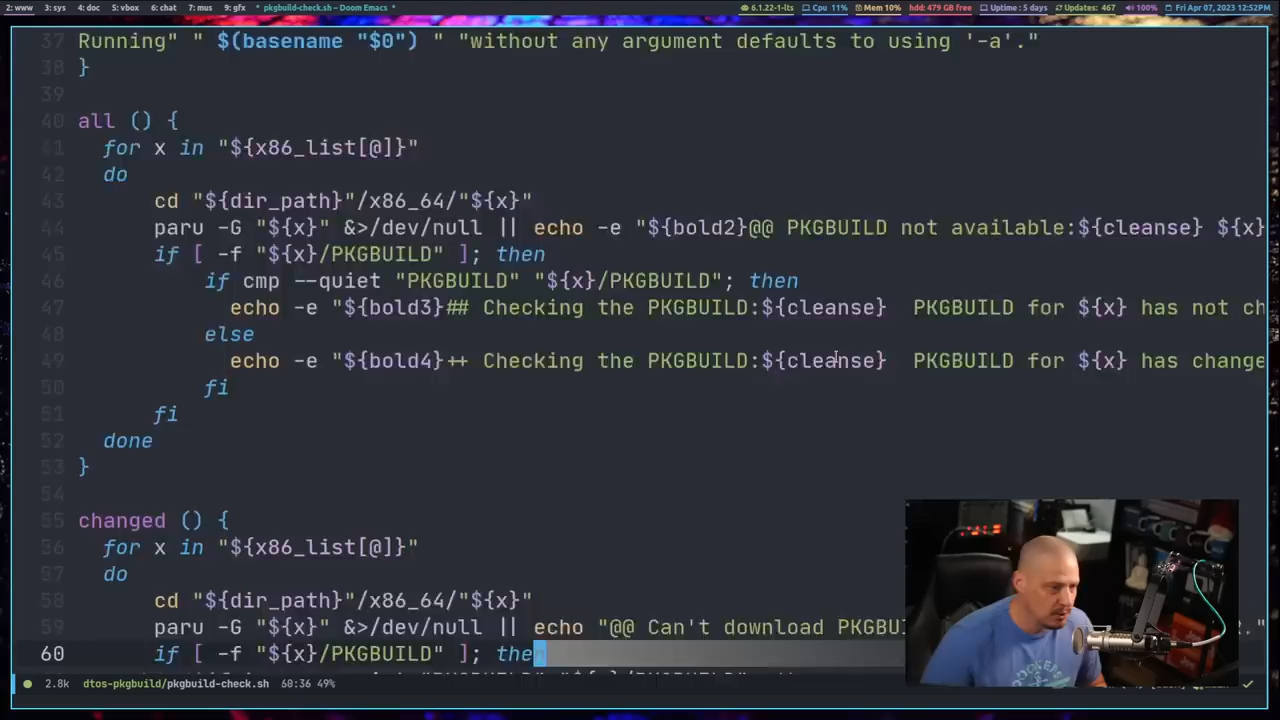 2: www 3: sys 4: doc 5: vbox 6: chat 7: mus 9: gfx * pkgbuild-check.sh – Doom Emacs * 6.1.22-1-lts Cpu 11% Mem 10% hdd: 479 GB free Uptime : 5 days Updates: 467 100% Fri Apr 07, 2023 12:52PM
37 Running" " $(basename "$0") " "without any argument defaults to using '-a'."
38 }
39
40 all () {
41 for x in "${x86_list[@]}"
42 do
43 cd "${dir_path}"/x86_64/"${x}"
44 paru -G "${x}" &>/dev/null || echo -e "${bold2}@@ PKGBUILD not available:${cleanse} ${x}
45 if [ -f "${x}/PKGBUILD" ]; then
46 if cmp --quiet "PKGBUILD" "${x}/PKGBUILD"; then
47 echo -e "${bold3}## Checking the PKGBUILD:${cleanse} PKGBUILD for ${x} has not ch
48 else
49 echo -e "${bold4}++ Checking the PKGBUILD:${cleanse} PKGBUILD for ${x} has change
50 fi
51 fi
52 done
53 }
54
55 changed () {
56 for x in "${x86_list[@]}"
57 do
58 cd "${dir_path}"/x86_64/"${x}"
59 paru -G "${x}" &>/dev/null || echo "@@ Can't download PKGBUI
60 if [ -f "${x}/PKGBUILD" ]; then
2.8k dtos-pkgbuild/pkgbuild-check.sh 60:36 49%